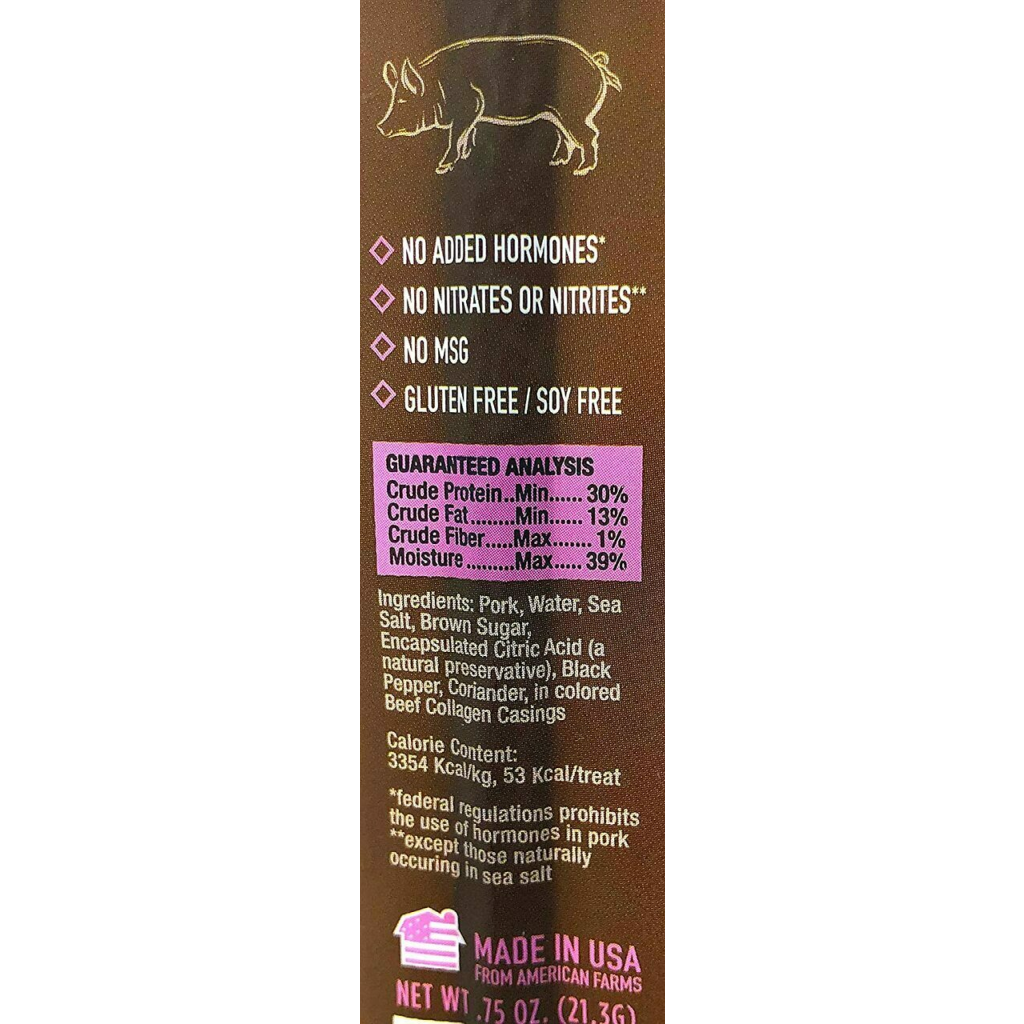 NO ADDED HORMONES*
NO NITRATES OR NITRITES**
NO MSG
GLUTEN FREE / SOY FREE
GUARANTEED ANALYSIS
Crude Protein..Min...... 30%
Crude Fat........Min...... 13%
Crude Fiber.....Max....... 1%
Moisture.........Max..... 39%
Ingredients: Pork, Water, Sea
Salt, Brown Sugar,
Encapsulated Citric Acid (a
natural preservative), Black
Pepper, Coriander, in colored
Beef Collagen Casings
Calorie Content:
3354 Kcal/kg, 53 Kcal/treat
*federal regulations prohibits
the use of hormones in pork
**except those naturally
occuring in sea salt
MADE IN USA
FROM AMERICAN FARMS
NET WT .75 OZ. (21.3G)